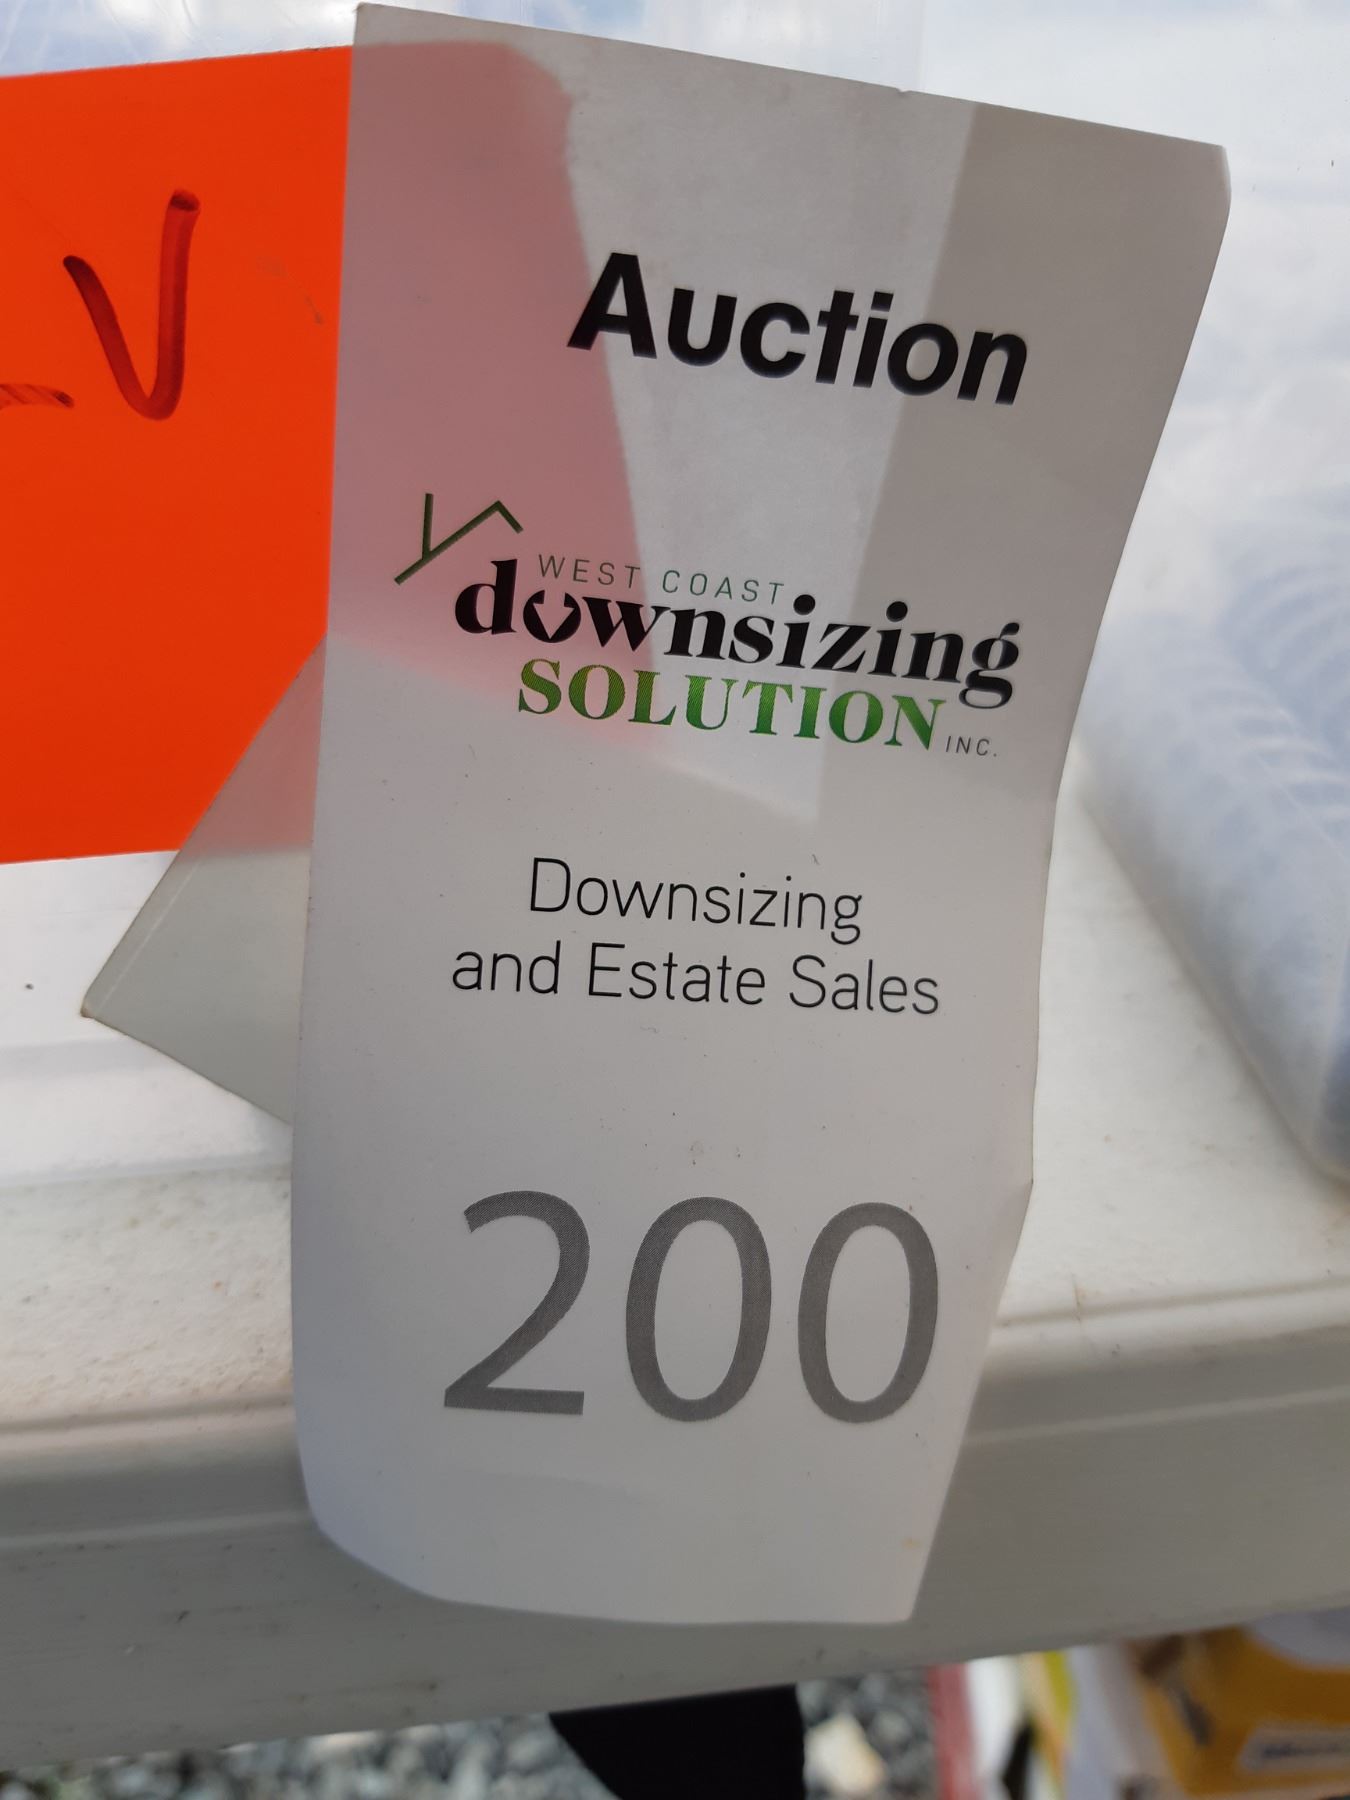 Auction
WEST COAST
downsizing
SOLUTION INC.
Downsizing
and Estate Sales
200